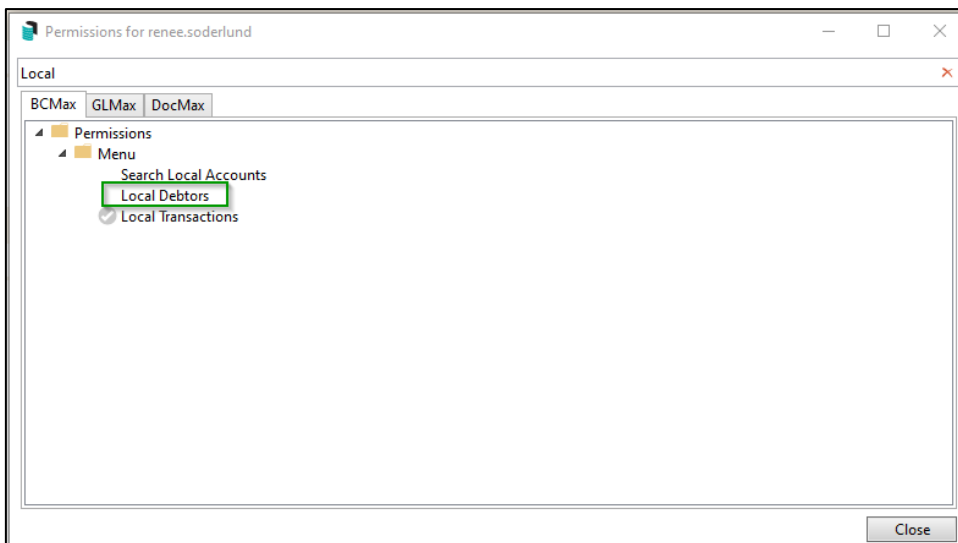 Permissions for renee.soderlund
Local
BCMax GLMax DocMax
Permissions
Menu
Search Local Accounts
Local Debtors
Local Transactions
Close